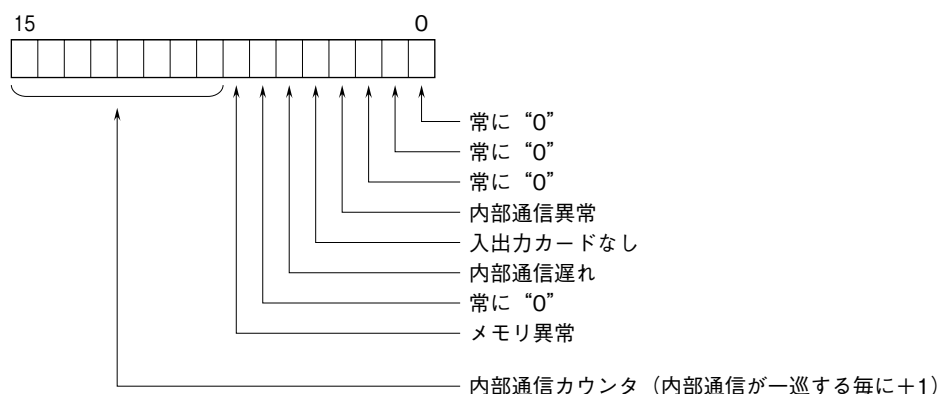 15 0
常に“0”
常に“0”
常に“0”
内部通信異常
入出力カードなし
内部通信遅れ
常に“0”
メモリ異常
内部通信カウンタ（内部通信が一巡する毎に＋1）